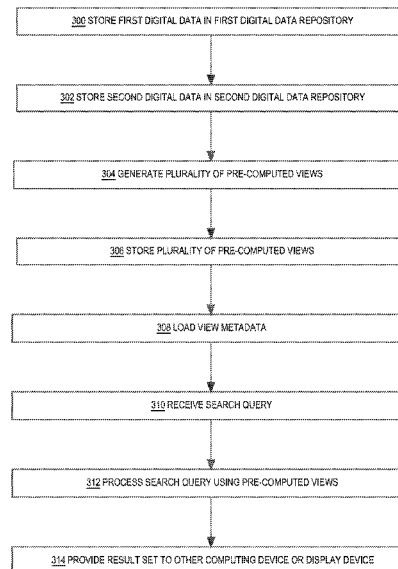 300 STORE FIRST DIGITAL DATA IN FIRST DIGITAL DATA REPOSITORY
302 STORE SECOND DIGITAL DATA IN SECOND DIGITAL DATA REPOSITORY
304 GENERATE PLURALITY OF PRE-COMPUTED VIEWS
306 STORE PLURALITY OF PRE-COMPUTED VIEWS
308 LOAD VIEW METADATA
310 RECEIVE SEARCH QUERY
312 PROCESS SEARCH QUERY USING PRE-COMPUTED VIEWS
314 PROVIDE RESULT SET TO OTHER COMPUTING DEVICE OR DISPLAY DEVICE